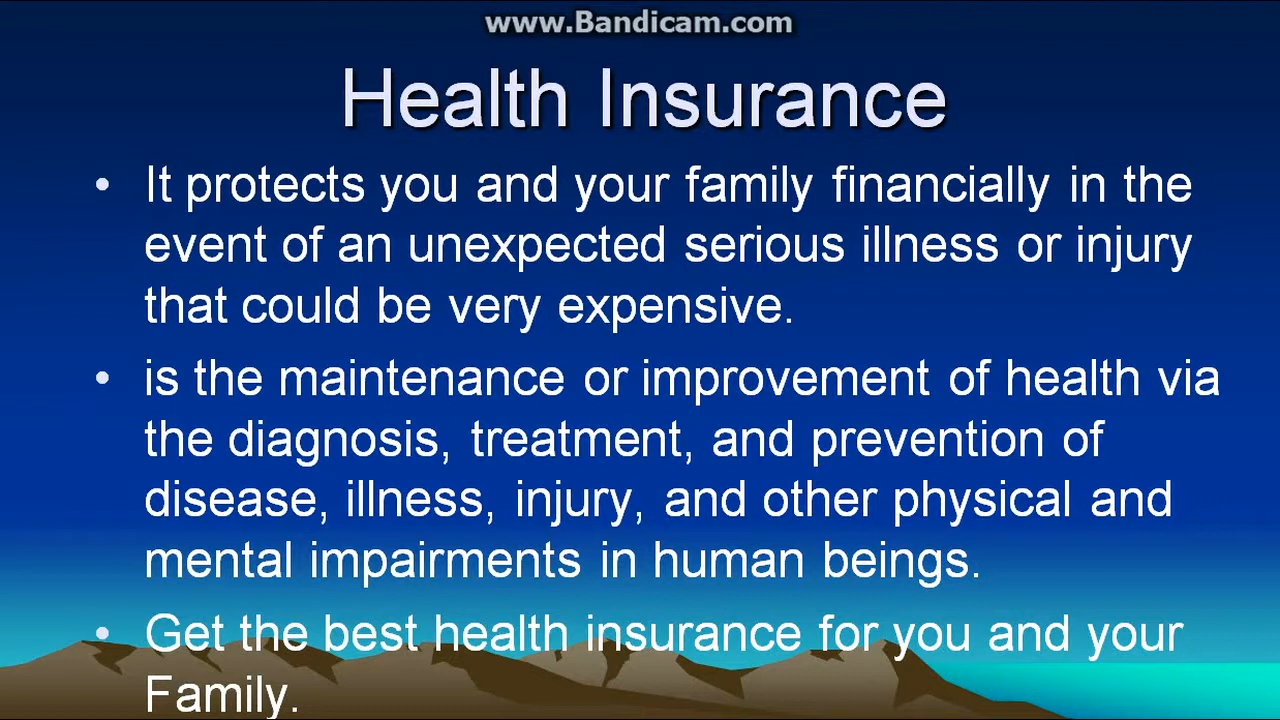 www.Bandicam.com
Health Insurance
• It protects you and your family financially in the
event of an unexpected serious illness or injury
that could be very expensive.
• is the maintenance or improvement of health via
the diagnosis, treatment, and prevention of
disease, illness, injury, and other physical and
mental impairments in human beings.
• Get the best health insurance for you and your
Family.